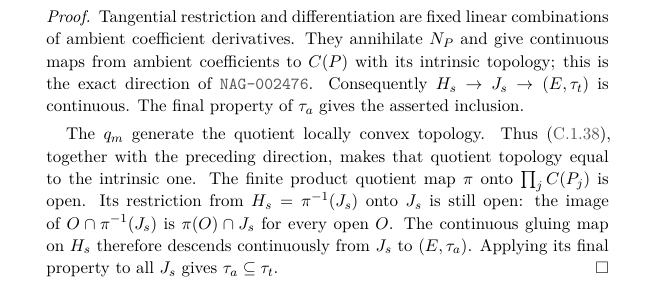 Proof. Tangential restriction and differentiation are fixed linear combinations
of ambient coefficient derivatives. They annihilate N_P and give continuous
maps from ambient coefficients to C(P) with its intrinsic topology; this is
the exact direction of NAG-002476. Consequently H_s → J_s → (E, τ_t) is
continuous. The final property of τ_a gives the asserted inclusion.
The q_m generate the quotient locally convex topology. Thus (C.1.38),
together with the preceding direction, makes that quotient topology equal
to the intrinsic one. The finite product quotient map π onto ∏_j C(P_j) is
open. Its restriction from H_s = π^{-1}(J_s) onto J_s is still open: the image
of O ∩ π^{-1}(J_s) is π(O) ∩ J_s for every open O. The continuous gluing map
on H_s therefore descends continuously from J_s to (E, τ_a). Applying its final
property to all J_s gives τ_a ⊆ τ_t. □